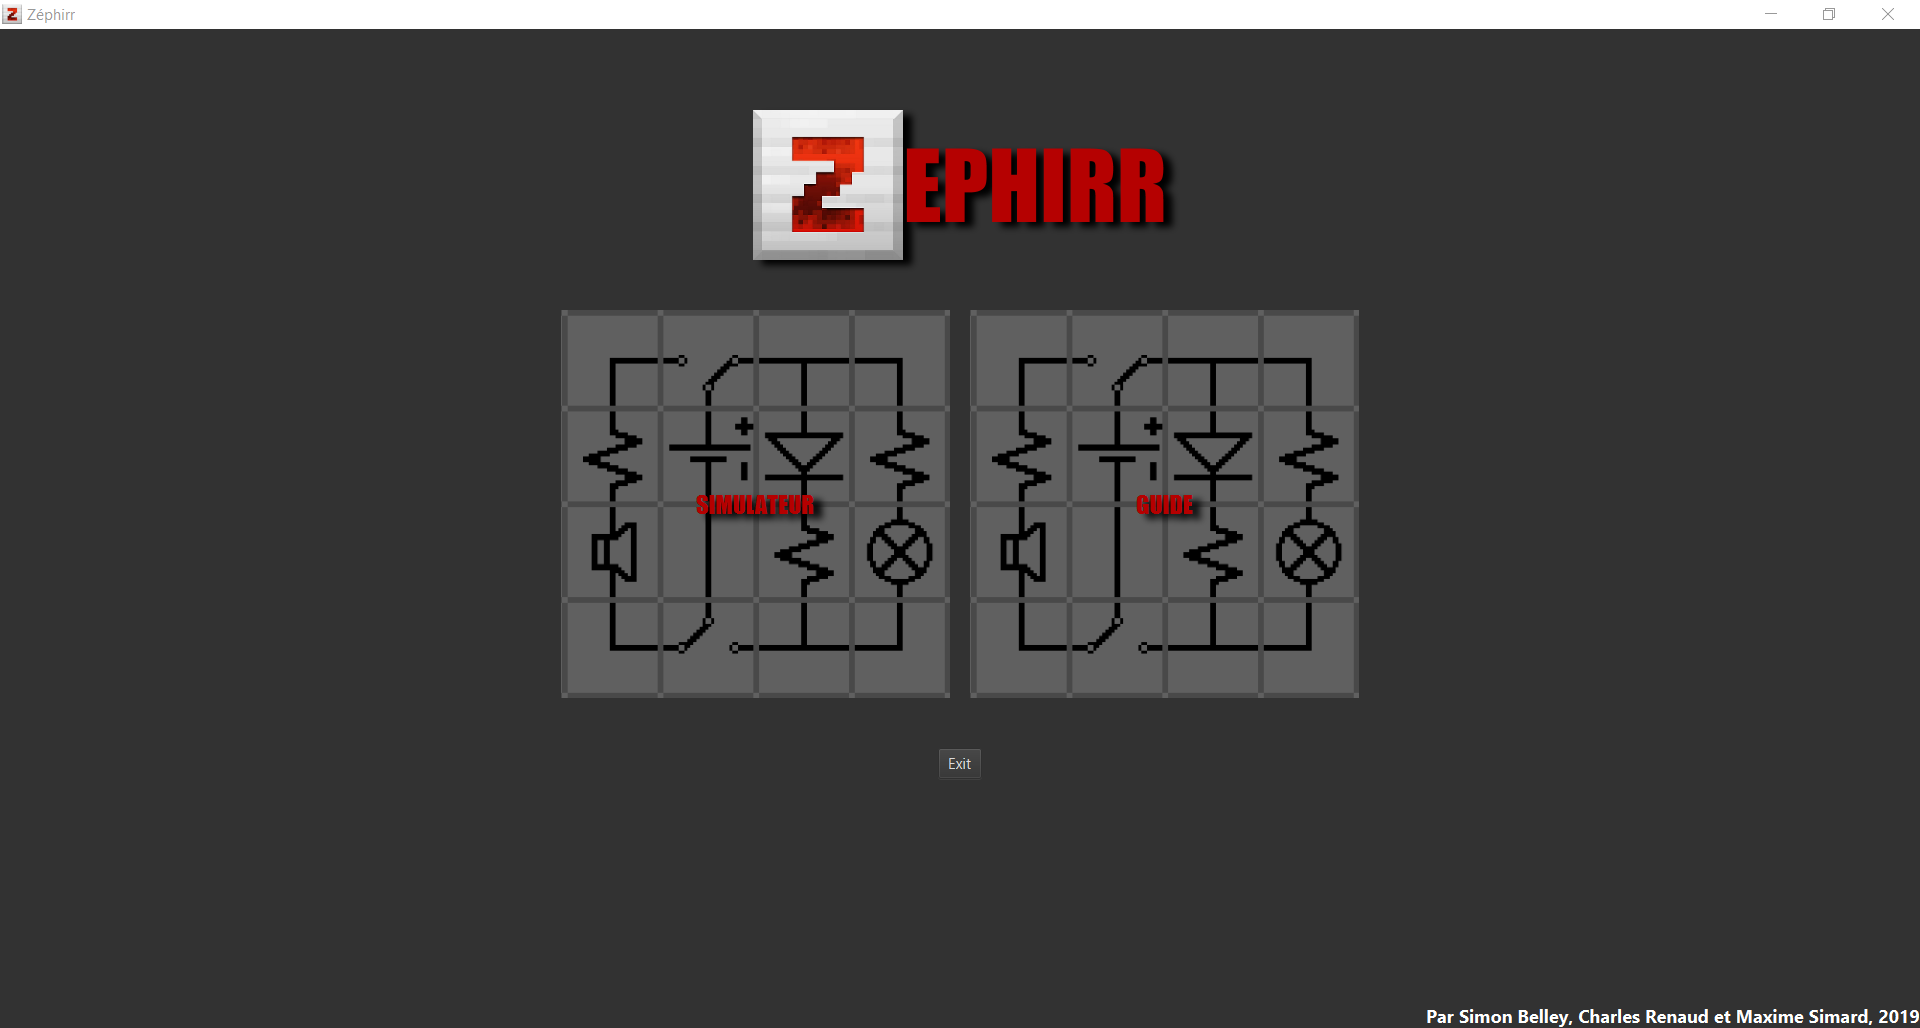 Zéphirr
ZEPHIRR
SIMULATEUR
GUIDE
Exit
Par Simon Belley, Charles Renaud et Maxime Simard, 2019